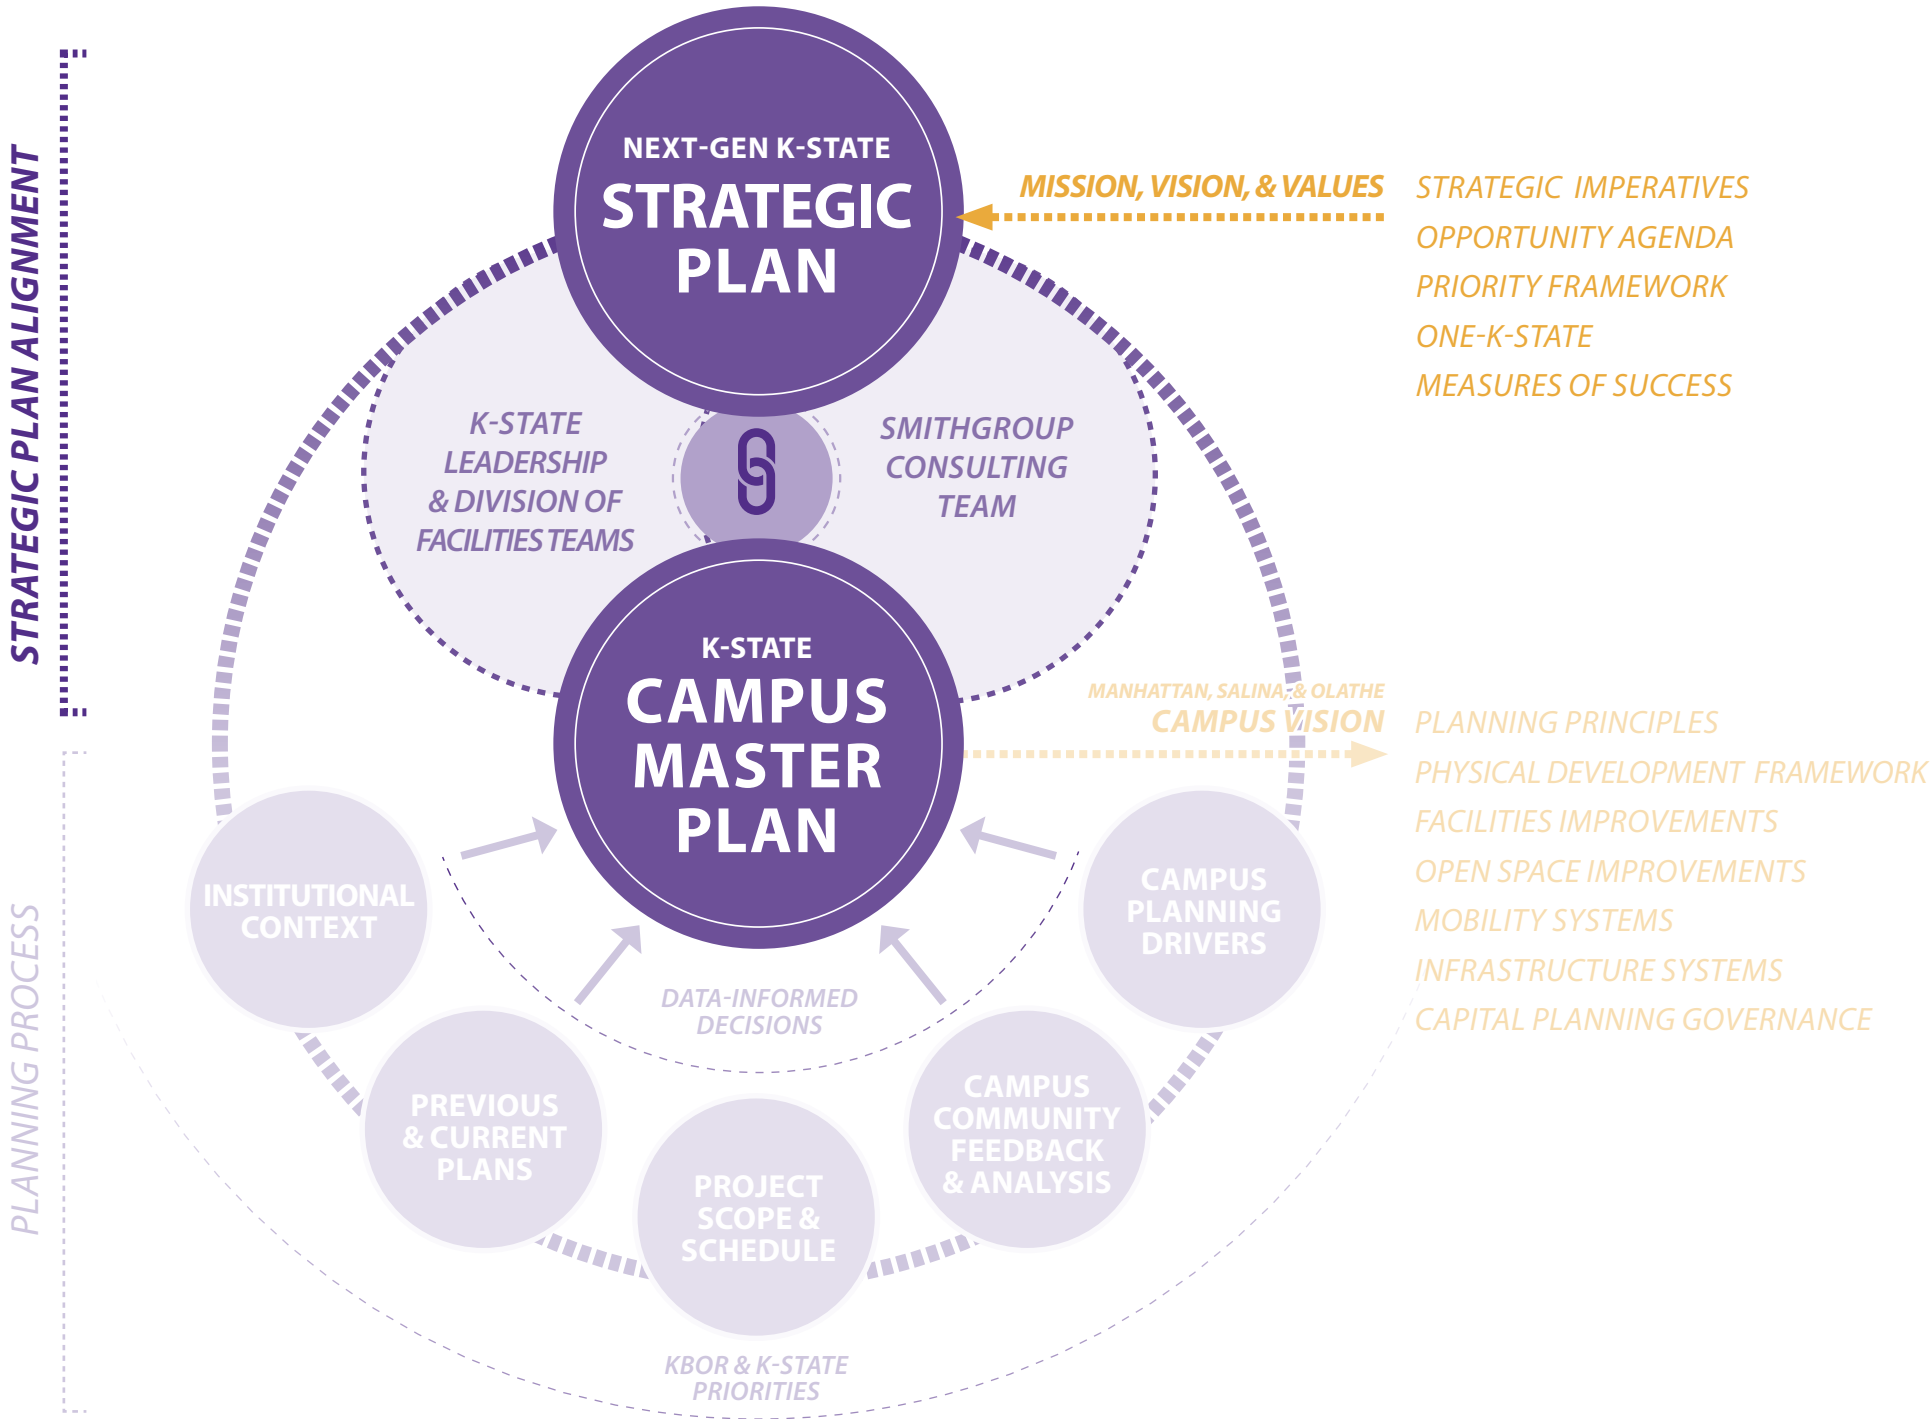 STRATEGIC PLAN ALIGNMENT
NEXT-GEN K-STATE
STRATEGIC
PLAN
MISSION, VISION, & VALUES
STRATEGIC IMPERATIVES
OPPORTUNITY AGENDA
PRIORITY FRAMEWORK
ONE-K-STATE
MEASURES OF SUCCESS
K-STATE
LEADERSHIP
& DIVISION OF
FACILITIES TEAMS
SMITHGROUP
CONSULTING
TEAM
K-STATE
CAMPUS
MASTER
PLAN
MANHATTAN, SALINA, & OLATHE
CAMPUS VISION
PLANNING PRINCIPLES
PHYSICAL DEVELOPMENT FRAMEWORK
FACILITIES IMPROVEMENTS
OPEN SPACE IMPROVEMENTS
MOBILITY SYSTEMS
INFRASTRUCTURE SYSTEMS
CAPITAL PLANNING GOVERNANCE
PLANNING PROCESS
INSTITUTIONAL
CONTEXT
PREVIOUS
& CURRENT
PLANS
PROJECT
SCOPE &
SCHEDULE
CAMPUS
COMMUNITY
FEEDBACK
& ANALYSIS
CAMPUS
PLANNING
DRIVERS
DATA-INFORMED
DECISIONS
KBOR & K-STATE
PRIORITIES